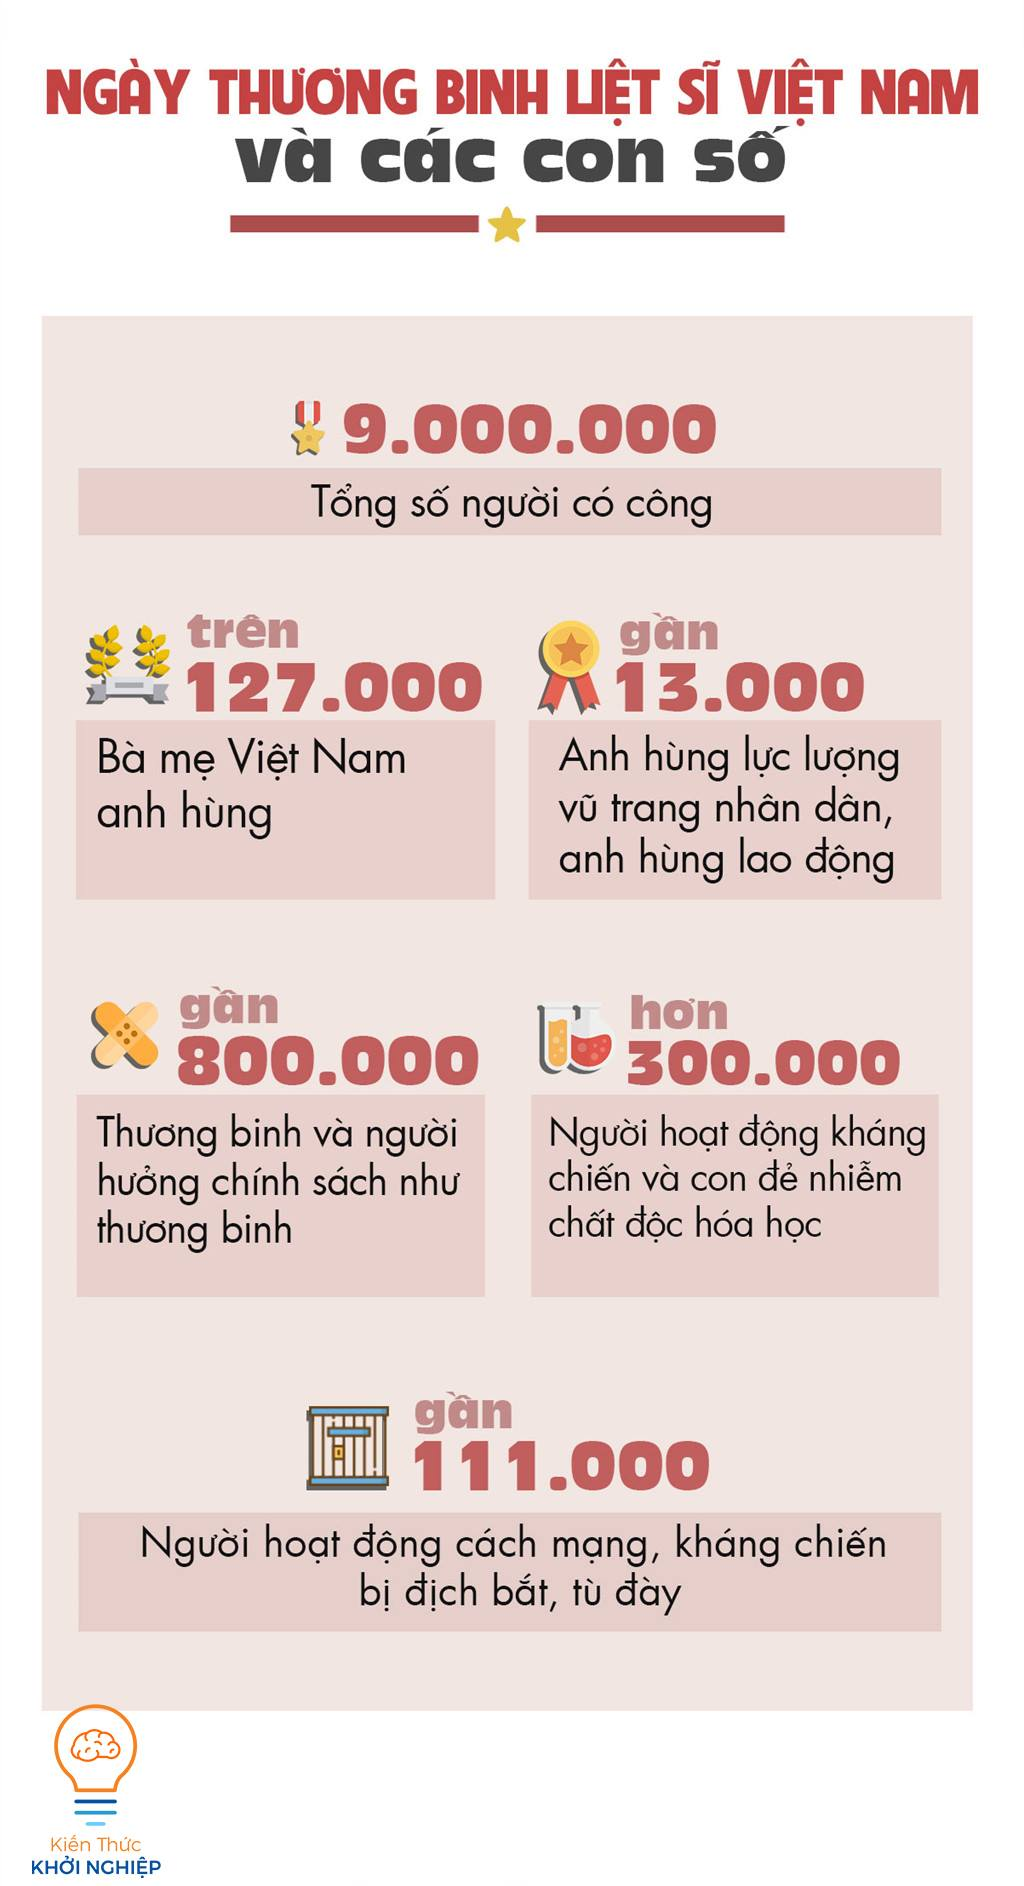 NGÀY THƯƠNG BINH LIỆT SĨ VIỆT NAM
và các con số
9.000.000
Tổng số người có công
trên
127.000
Bà mẹ Việt Nam
anh hùng
gần
13.000
Anh hùng lực lượng
vũ trang nhân dân,
anh hùng lao động
gần
800.000
Thương binh và người
hưởng chính sách như
thương binh
hơn
300.000
Người hoạt động kháng
chiến và con đẻ nhiễm
chất độc hóa học
gần
111.000
Người hoạt động cách mạng, kháng chiến
bị địch bắt, tù đày
Kiến Thức
KHỞI NGHIỆP